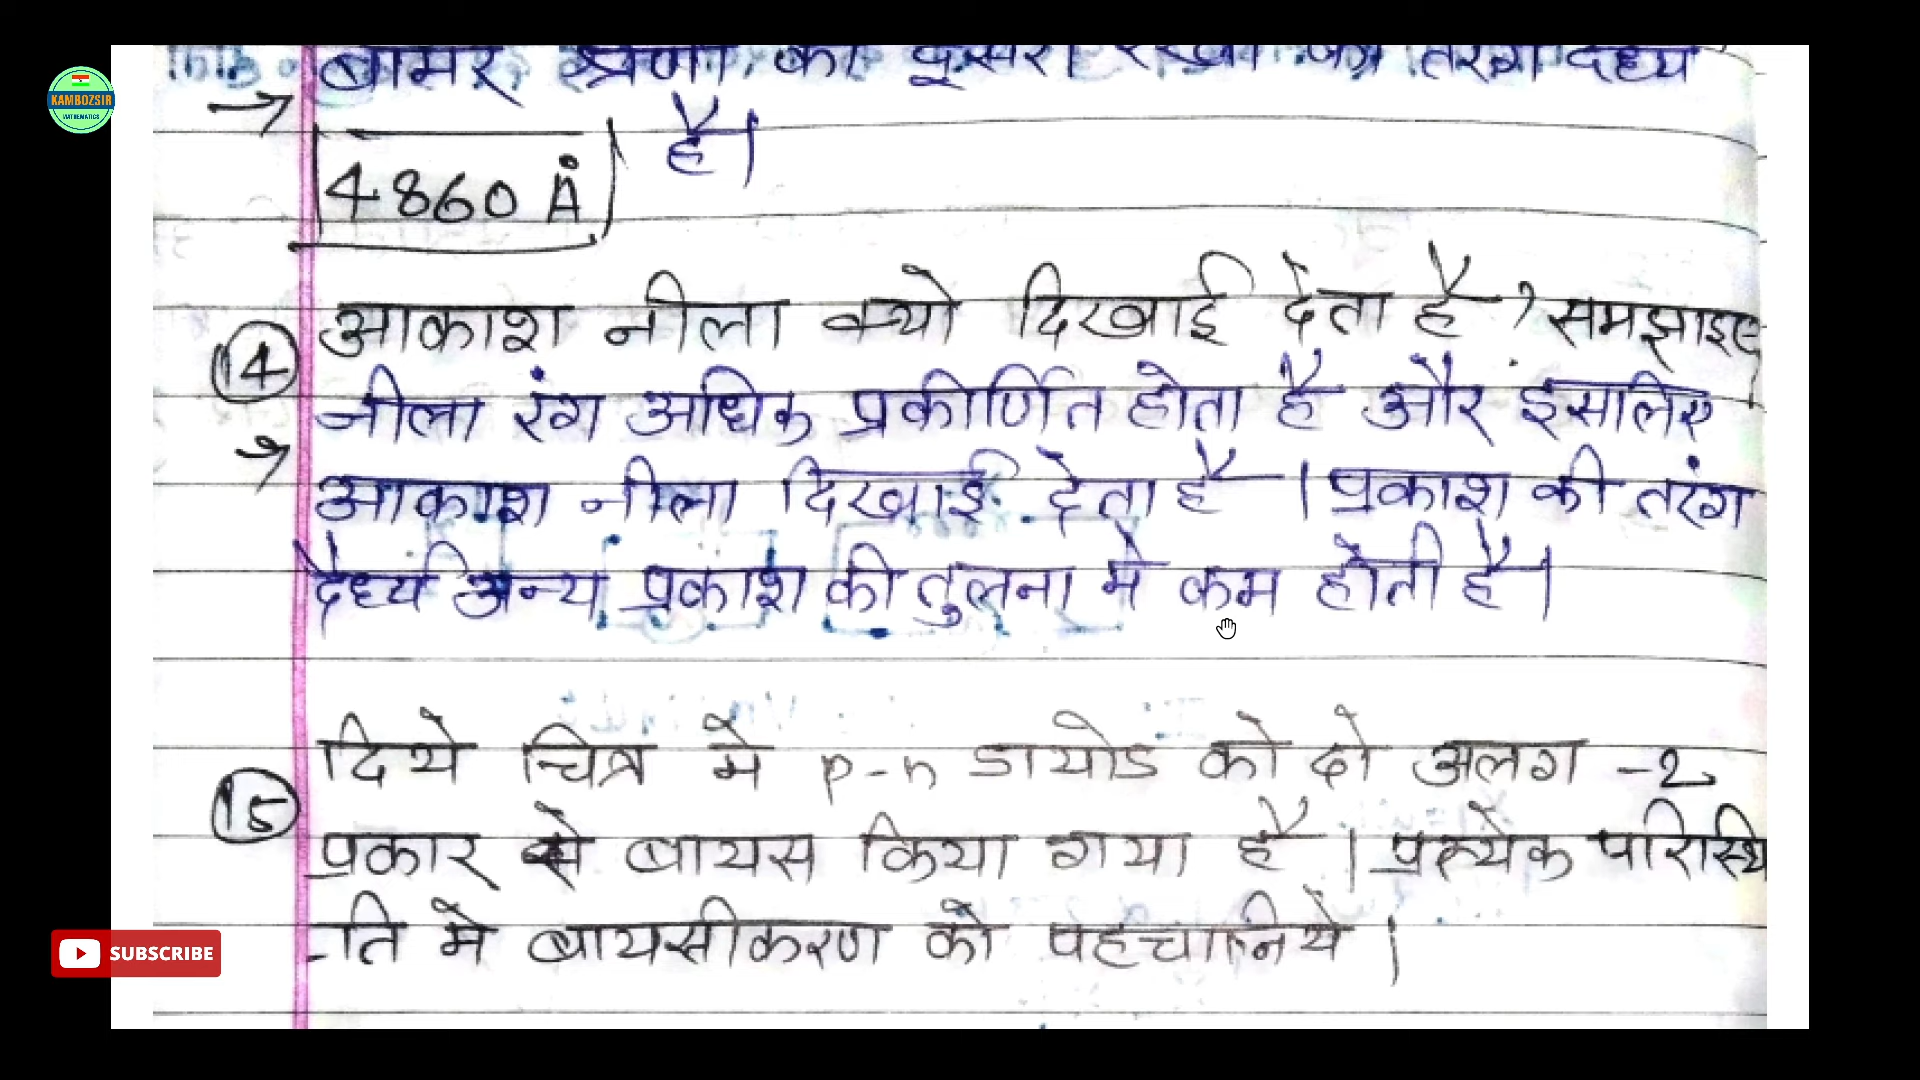 बामर श्रेणी की दूसरी रेखा की तरंग दैर्ध्य
KAMBOZSIR
MATHEMATICS
→
4860 Å है।
14 आकाश नीला क्यो दिखाई देता है? समझाइए
→ नीला रंग अधिक प्रकीर्णित होता है और इसलिए
आकाश नीला दिखाई देता है। प्रकाश की तरंग
दैर्ध्य अन्य प्रकाश की तुलना मे कम होती है।
15 दिये चित्र मे p-n डायोड को दो अलग -2
प्रकार से बायस किया गया है। प्रत्येक परिस्थि
-ति मे बायसीकरण को पहचानिये।
SUBSCRIBE